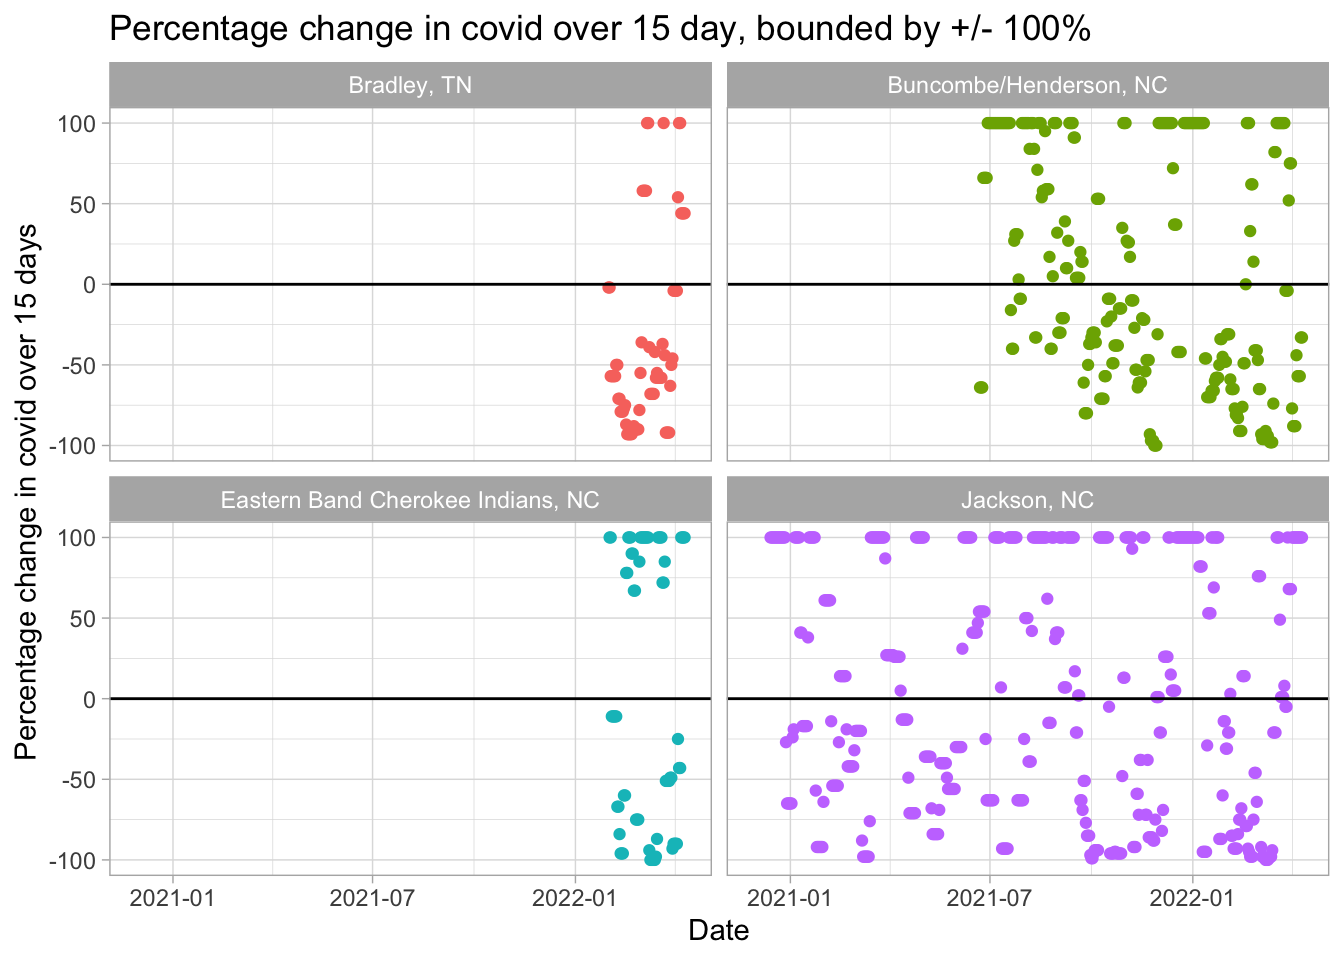 Percentage change in covid over 15 day, bounded by +/- 100%
Bradley, TN
Buncombe/Henderson, NC
100
50
0
-50
-100
Percentage change in covid over 15 days
Eastern Band Cherokee Indians, NC
Jackson, NC
100
50
0
-50
-100
2021-01
2021-07
2022-01
2021-01
2021-07
2022-01
Date